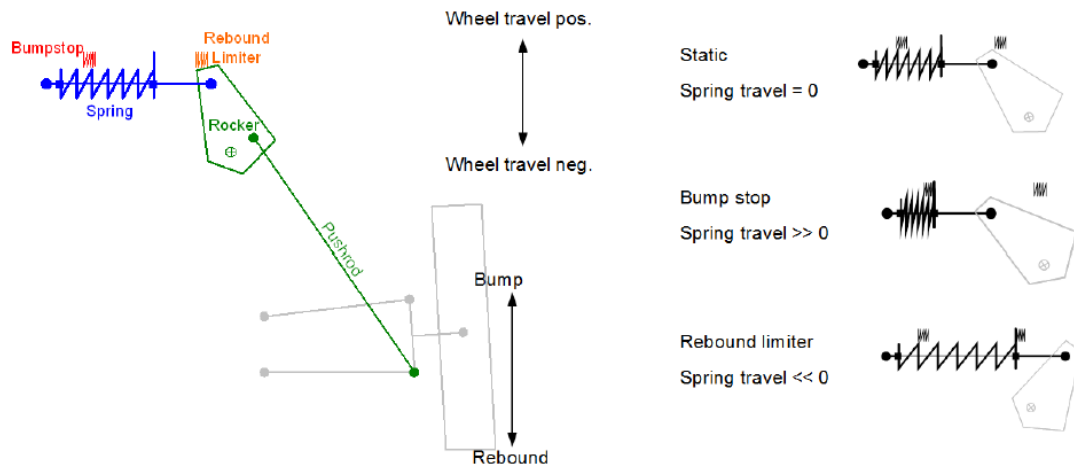 Bumpstop
Rebound
Limiter
Spring
Rocker
Pushrod
Wheel travel pos.
Wheel travel neg.
Bump
Rebound
Static
Spring travel = 0
Bump stop
Spring travel >> 0
Rebound limiter
Spring travel << 0